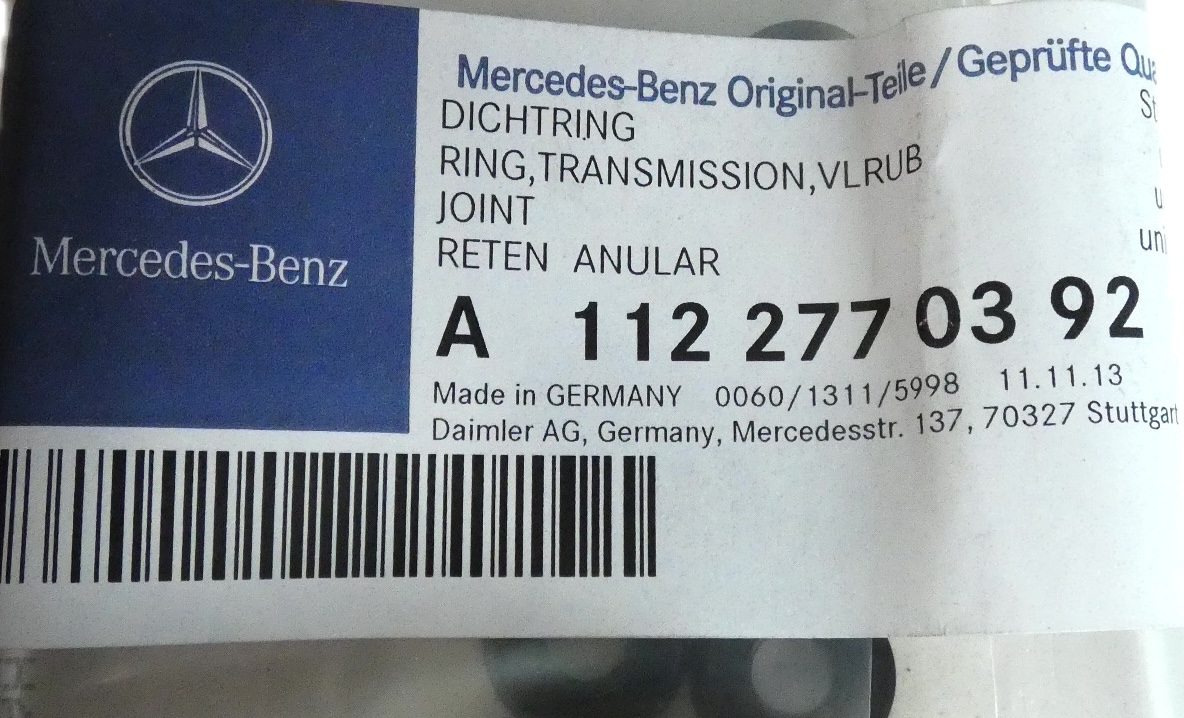 Mercedes-Benz
Mercedes-Benz Original-Teile/Geprüfte
DICHTRING
RING,TRANSMISSION,VLRUB
JOINT
RETEN ANULAR
A 112 277 03 92
Made in GERMANY 0060/1311/5998 11.11.13
Daimler AG, Germany, Mercedesstr. 137, 70327 Stuttgart